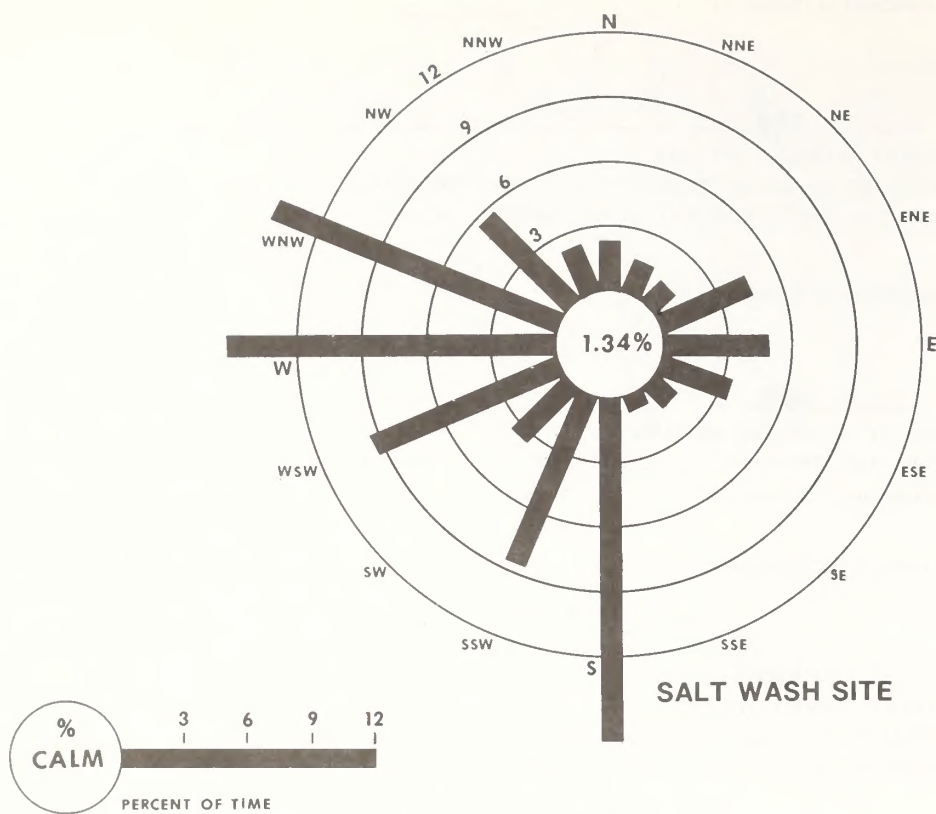 N
NNW
NNE
12
NW
NE
9
6
ENE
WNW
3
1.34%
W
E
WSW
ESE
SW
SE
SSW
S
SSE
SALT WASH SITE
%
CALM
3 6 9 12
PERCENT OF TIME